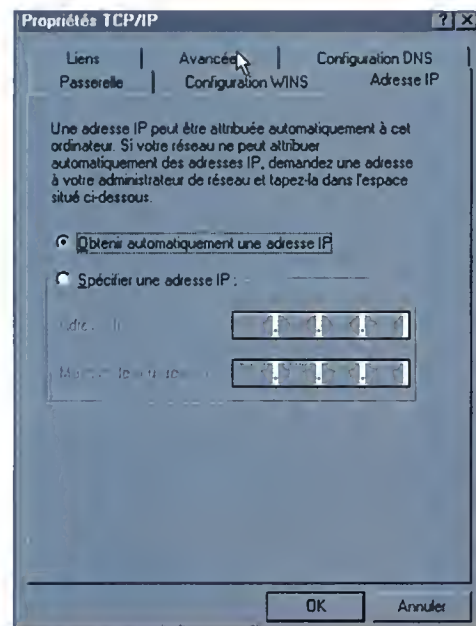 Propriétés TCP/IP
Liens Avancée Configuration DNS
Passerelle Configuration WINS Adresse IP
Une adresse IP peut être attribuée automatiquement à cet
ordinateur. Si votre réseau ne peut attribuer
automatiquement des adresses IP, demandez une adresse
à votre administrateur de réseau et tapez-la dans l'espace
situé ci-dessous.
Obtenir automatiquement une adresse IP
Spécifier une adresse IP :
OK Annuler